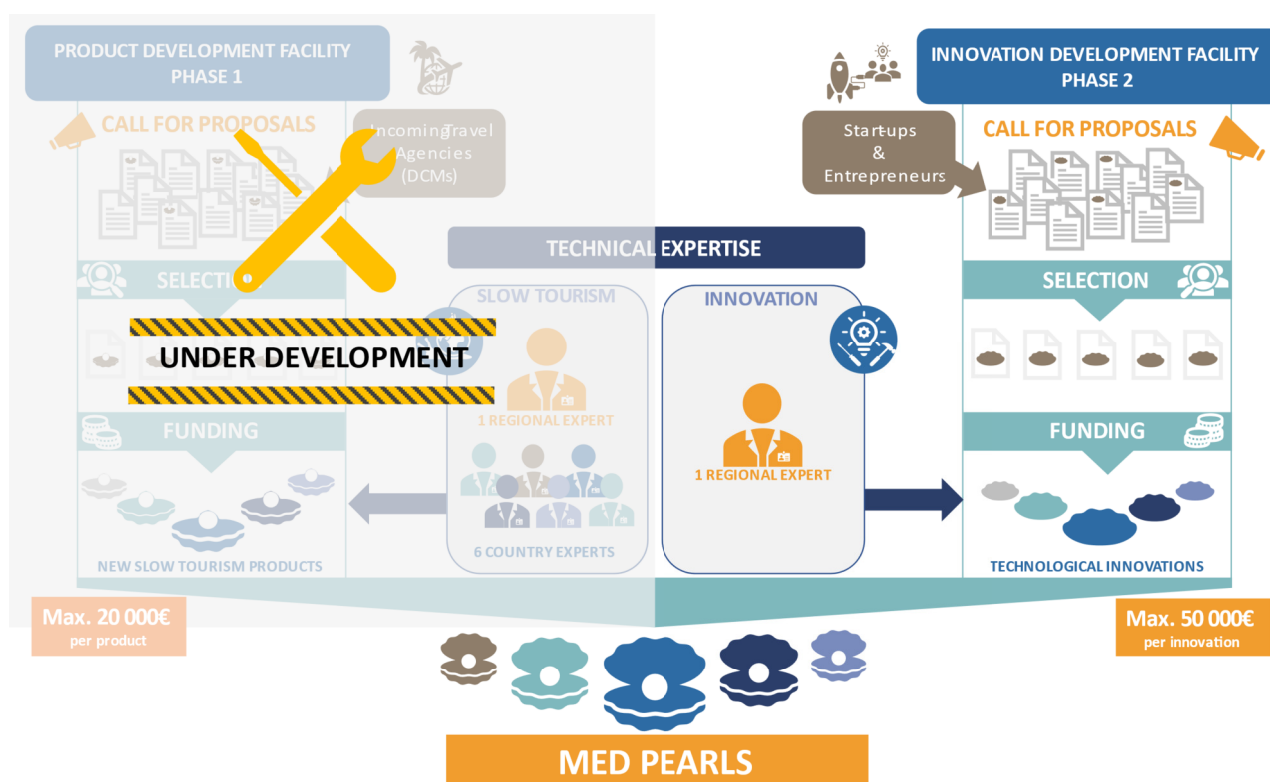 PRODUCT DEVELOPMENT FACILITY
PHASE 1
CALL FOR PROPOSALS
Incoming Travel
Agencies
(DCMs)
SELECTION
UNDER DEVELOPMENT
FUNDING
NEW SLOW TOURISM PRODUCTS
Max. 20 000€
per product
TECHNICAL EXPERTISE
SLOW TOURISM
1 REGIONAL EXPERT
6 COUNTRY EXPERTS
INNOVATION
1 REGIONAL EXPERT
Start-ups
&
Entrepreneurs
INNOVATION DEVELOPMENT FACILITY
PHASE 2
CALL FOR PROPOSALS
SELECTION
FUNDING
TECHNOLOGICAL INNOVATIONS
Max. 50 000€
per innovation
MED PEARLS